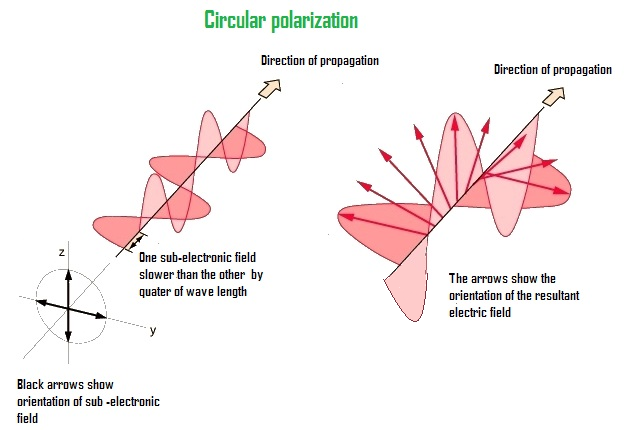 Circular polarization
Direction of propagation
Direction of propagation
One sub-electronic field
slower than the other by
quater of wave length
z
y
The arrows show the
orientation of the resultant
electric field
Black arrows show
orientation of sub -electronic
field